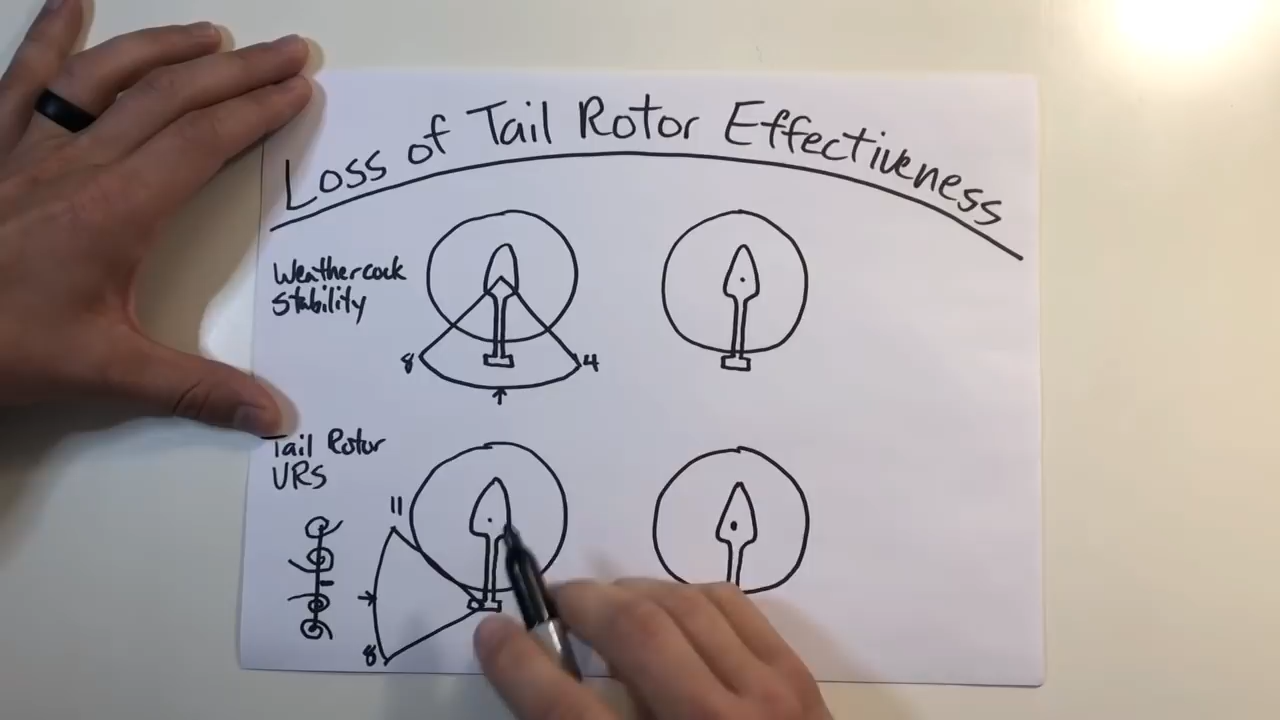 Loss of Tail Rotor Effectiveness
Weathercock
Stability
8
4
Tail Rotor
VRS
11
8